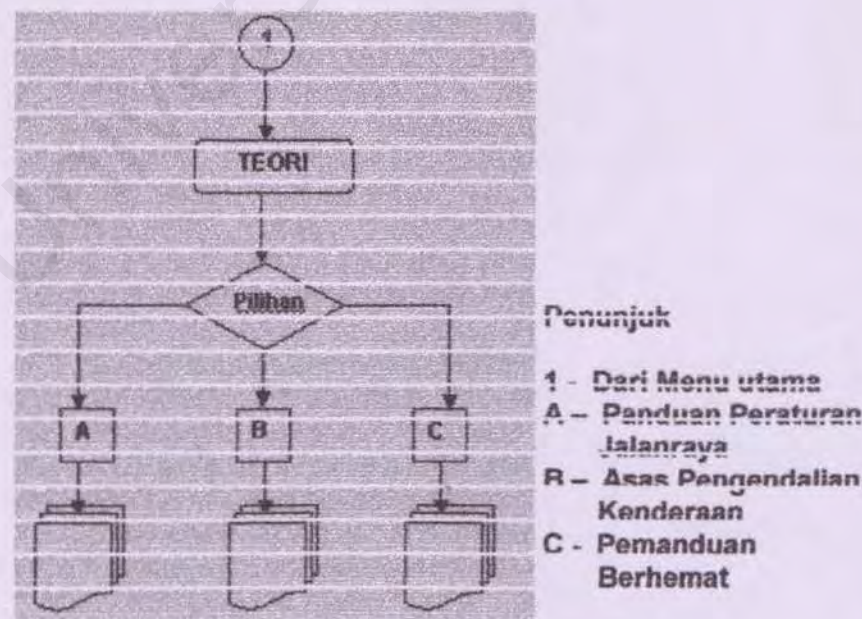 1
TEORI
Pilihan
A B C
Penunjuk
1 - Dari Menu utama
A – Panduan Peraturan
Jalanraya
B – Asas Pengendalian
Kenderaan
C - Pemanduan
Berhemat